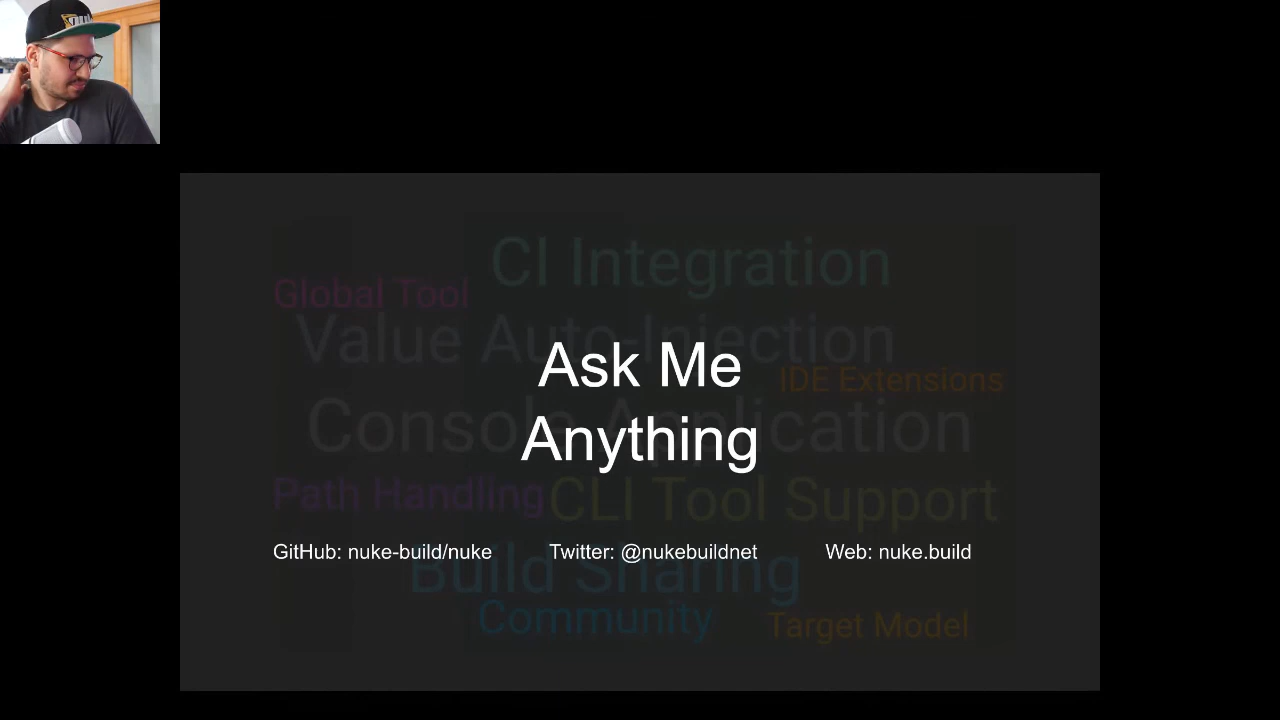 CI Integration
Global Tool
Value Auto-Injection
Ask Me
IDE Extensions
Console Application
Anything
Path Handling
CLI Tool Support
GitHub: nuke-build/nuke
Twitter: @nukebuildnet
Web: nuke.build
Build Sharing
Community
Target Model